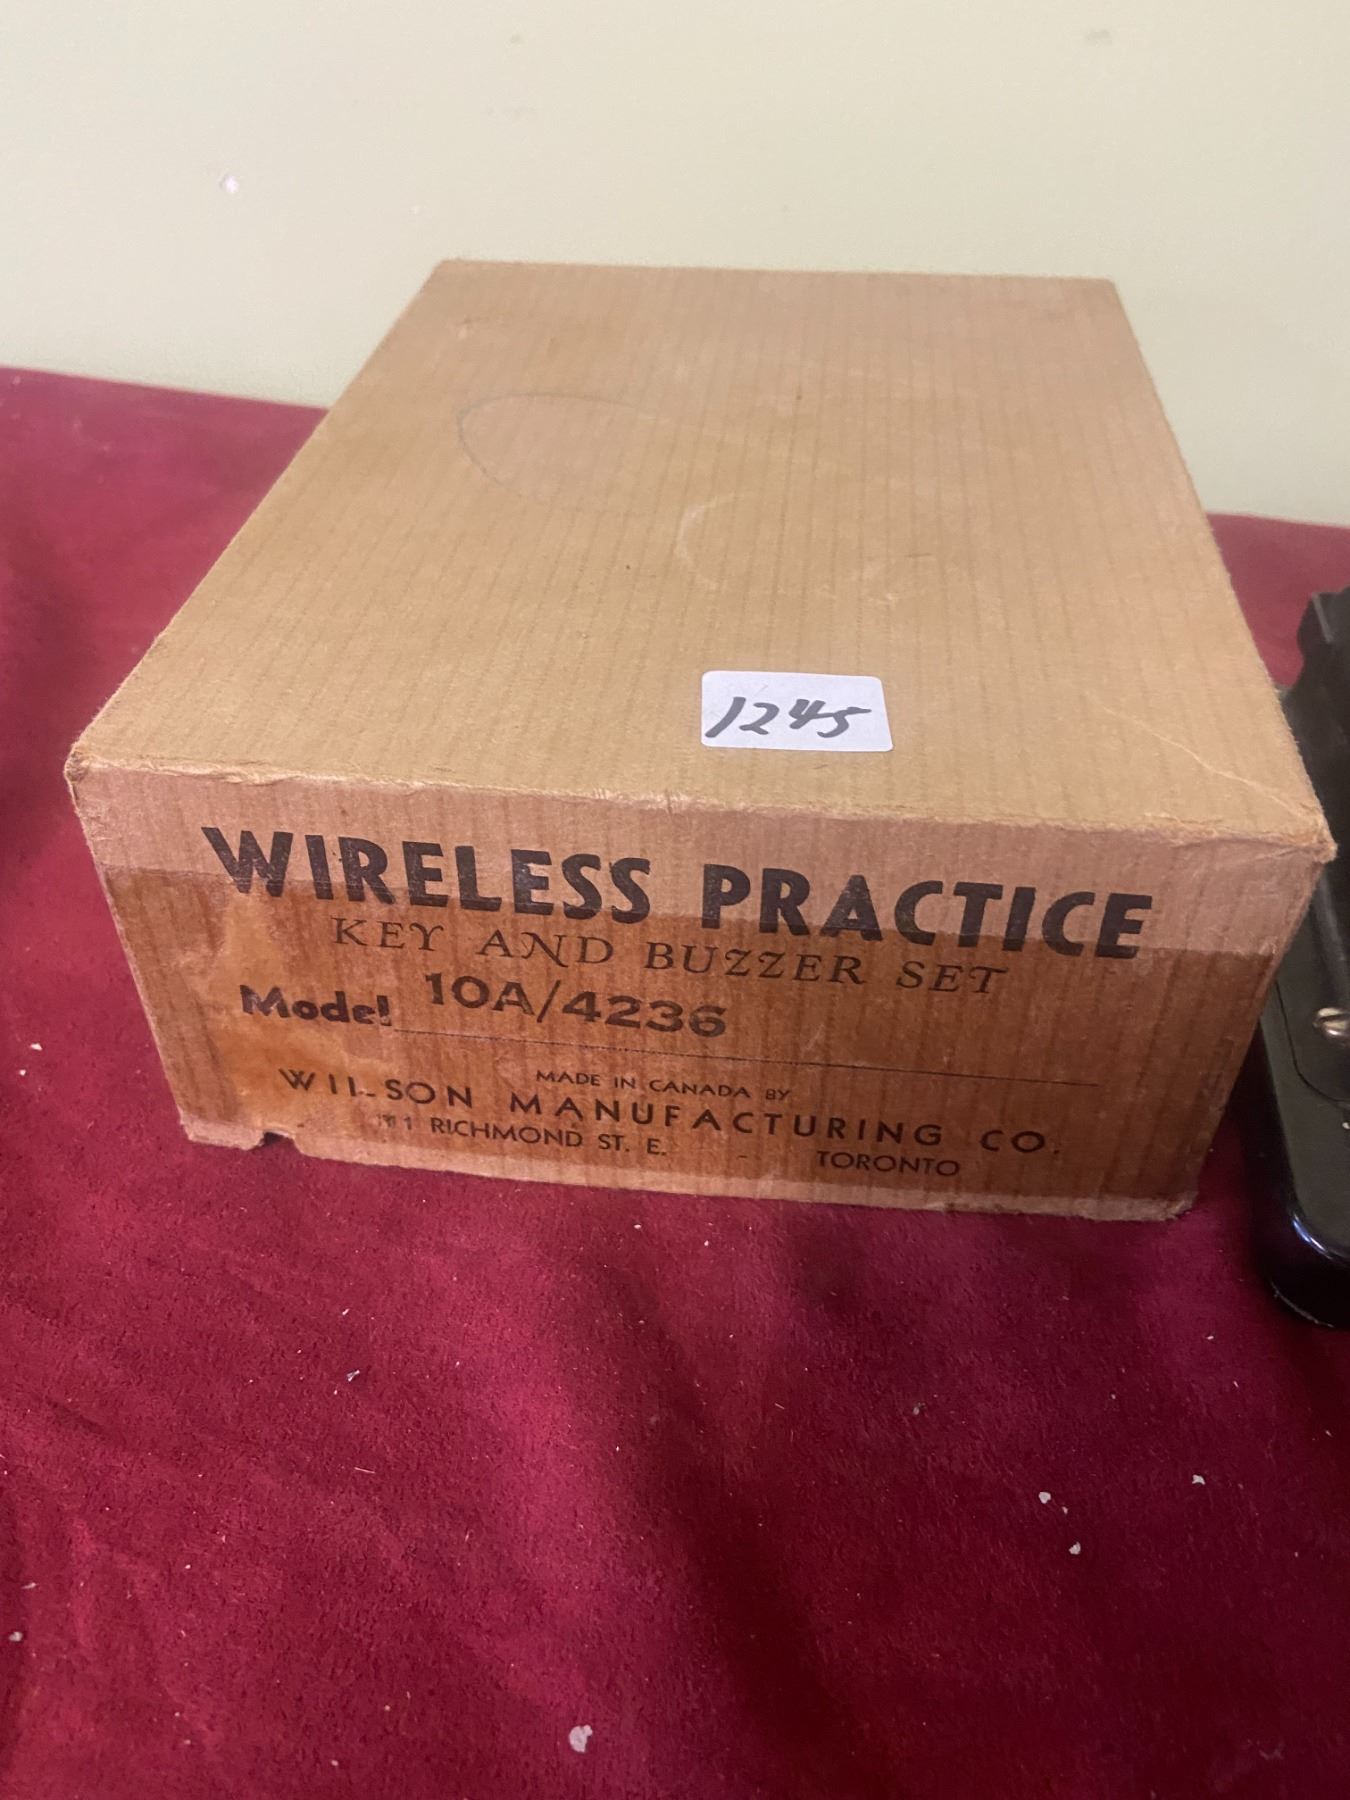 1245
WIRELESS PRACTICE
KEY AND BUZZER SET
Model 10A/4236
MADE IN CANADA BY
WILSON MANUFACTURING CO.
RICHMOND ST. E. - TORONTO